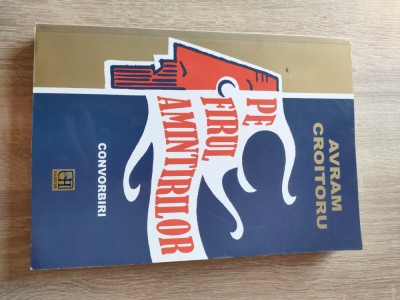 AVRAM
CROITORU
PE
FIRUL
AMINTIRILOR
CONVORBIRI